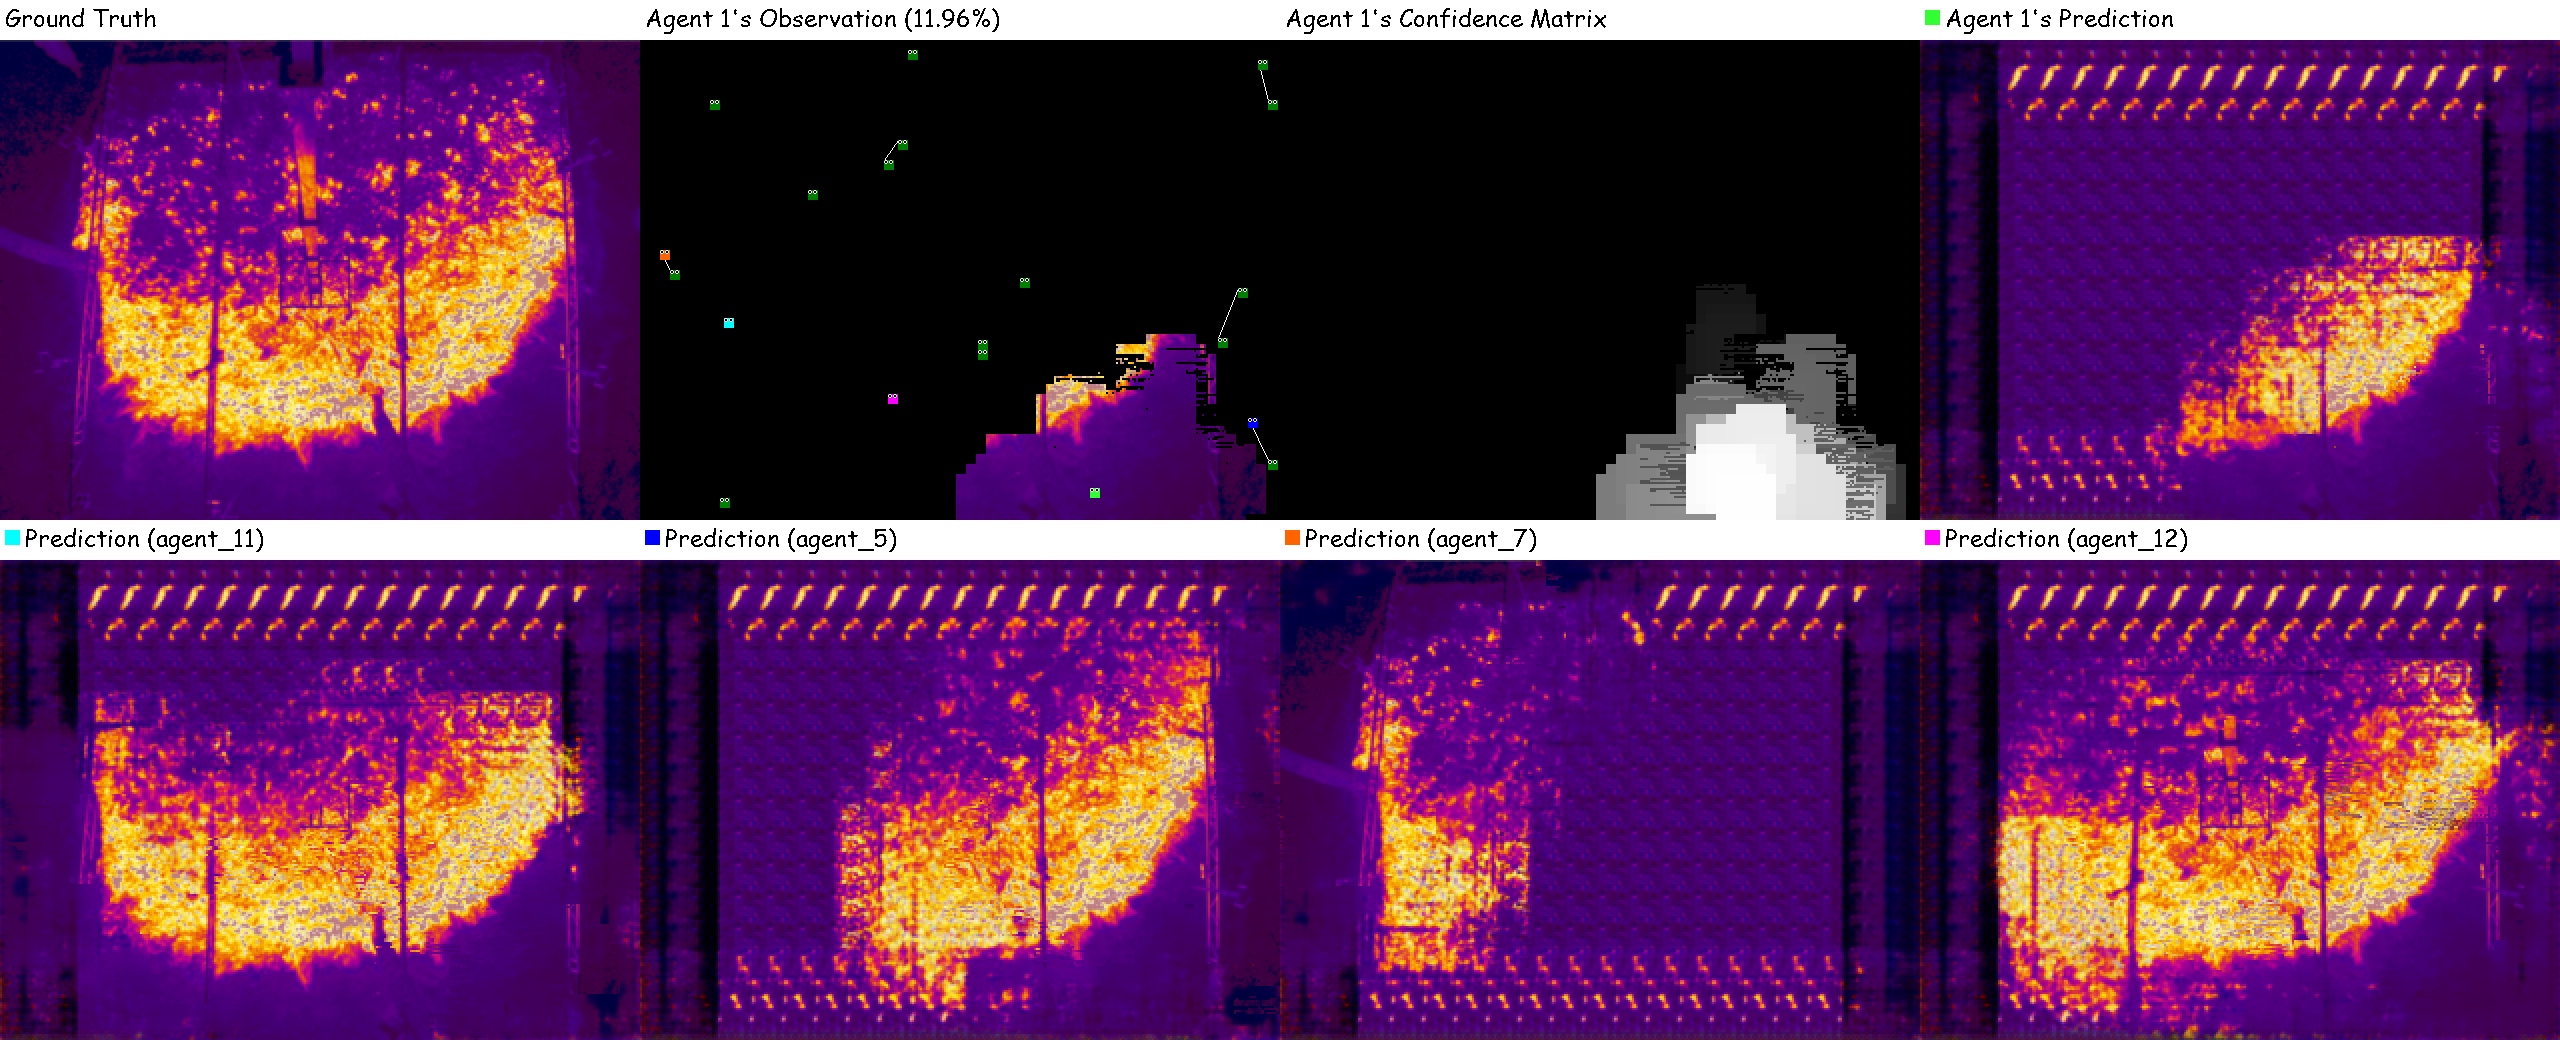 Ground Truth
Agent 1's Observation (11.96%)
Agent 1's Confidence Matrix
Agent 1's Prediction
Prediction (agent_11)
Prediction (agent_5)
Prediction (agent_7)
Prediction (agent_12)